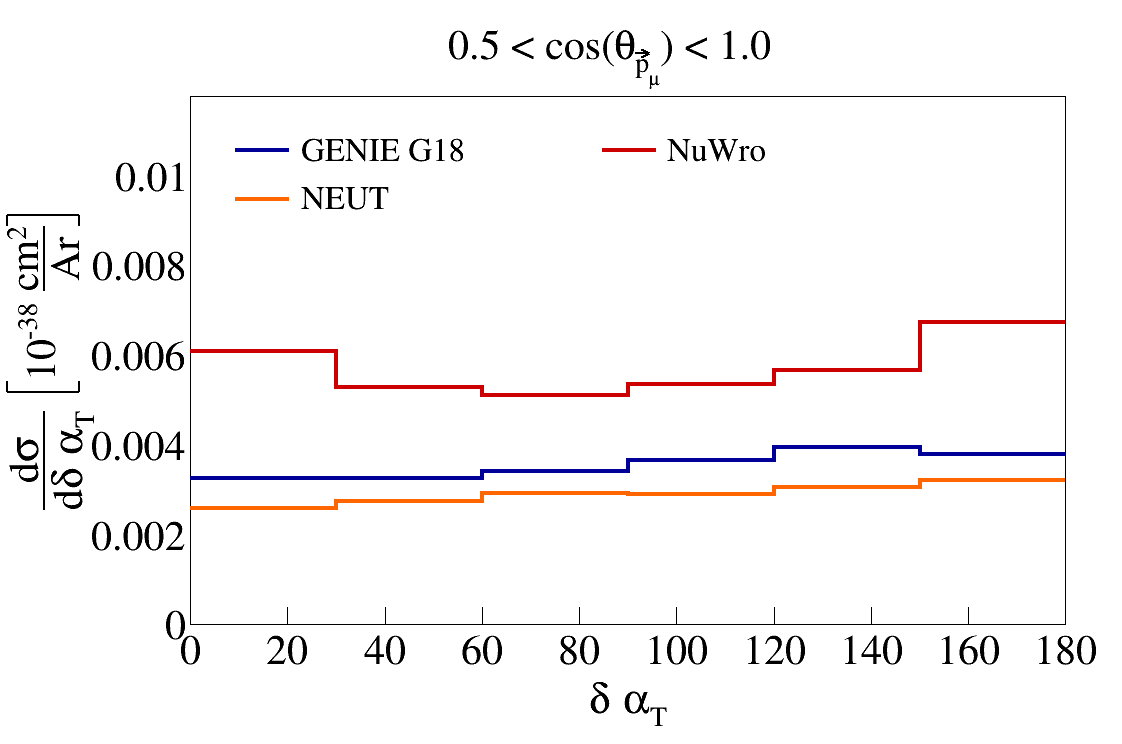 0.5 < cos(θ_{\vec{p}_μ}) < 1.0
GENIE G18
NuWro
NEUT
0.01
0.008
0.006
0.004
0.002
0
dσ/dδ α_T [10^{-38} cm²/Ar]
0 20 40 60 80 100 120 140 160 180
δ α_T